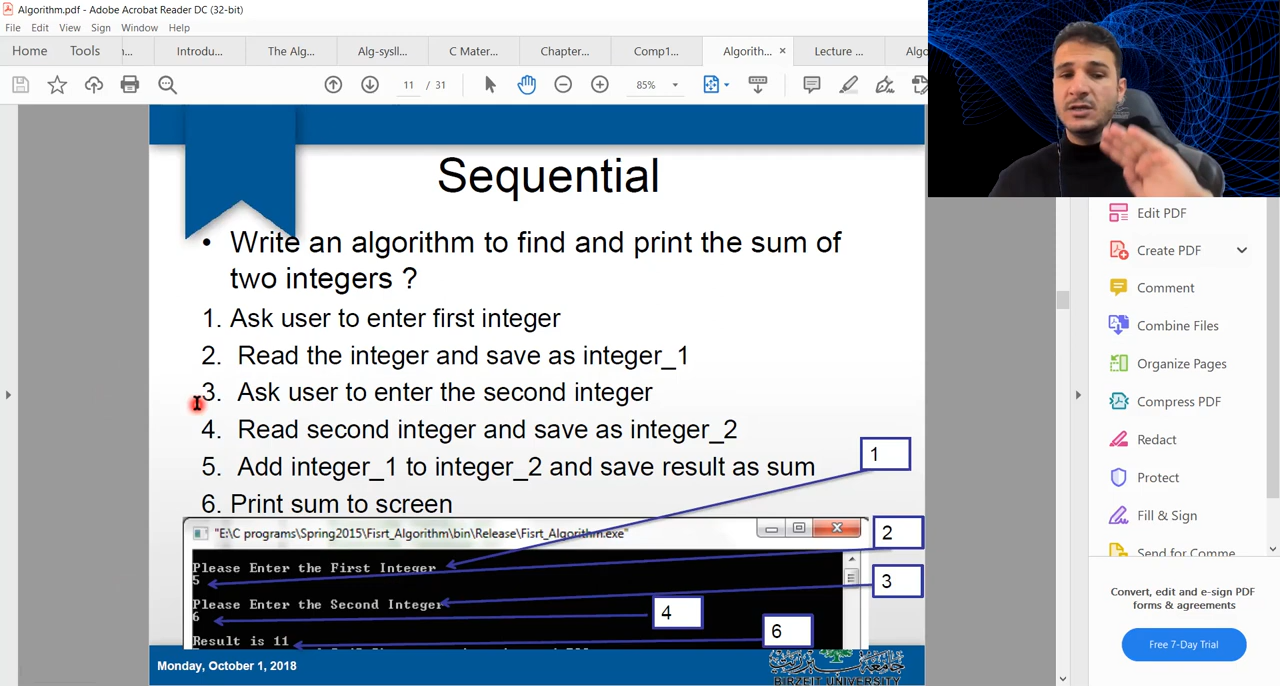 Algorithm.pdf - Adobe Acrobat Reader DC (32-bit)
File Edit View Sign Window Help
Home Tools n... Introdu... The Alg... Alg-sysll... C Mater... Chapter... Comp1... Algorith... × Lecture ... Algo
11 / 31 85%
Sequential
• Write an algorithm to find and print the sum of
two integers ?
1. Ask user to enter first integer
2. Read the integer and save as integer_1
3. Ask user to enter the second integer
4. Read second integer and save as integer_2
5. Add integer_1 to integer_2 and save result as sum
6. Print sum to screen
"E:\C programs\Spring2015\Fisrt_Algorithm\bin\Release\Fisrt_Algorithm.exe"
Please Enter the First Integer
5
Please Enter the Second Integer
6
Result is 11
1
2
3
4
6
Monday, October 1, 2018
BIRZEIT UNIVERSITY
Edit PDF
Create PDF
Comment
Combine Files
Organize Pages
Compress PDF
Redact
Protect
Fill & Sign
Send for Comme
Convert, edit and e-sign PDF
forms & agreements
Free 7-Day Trial